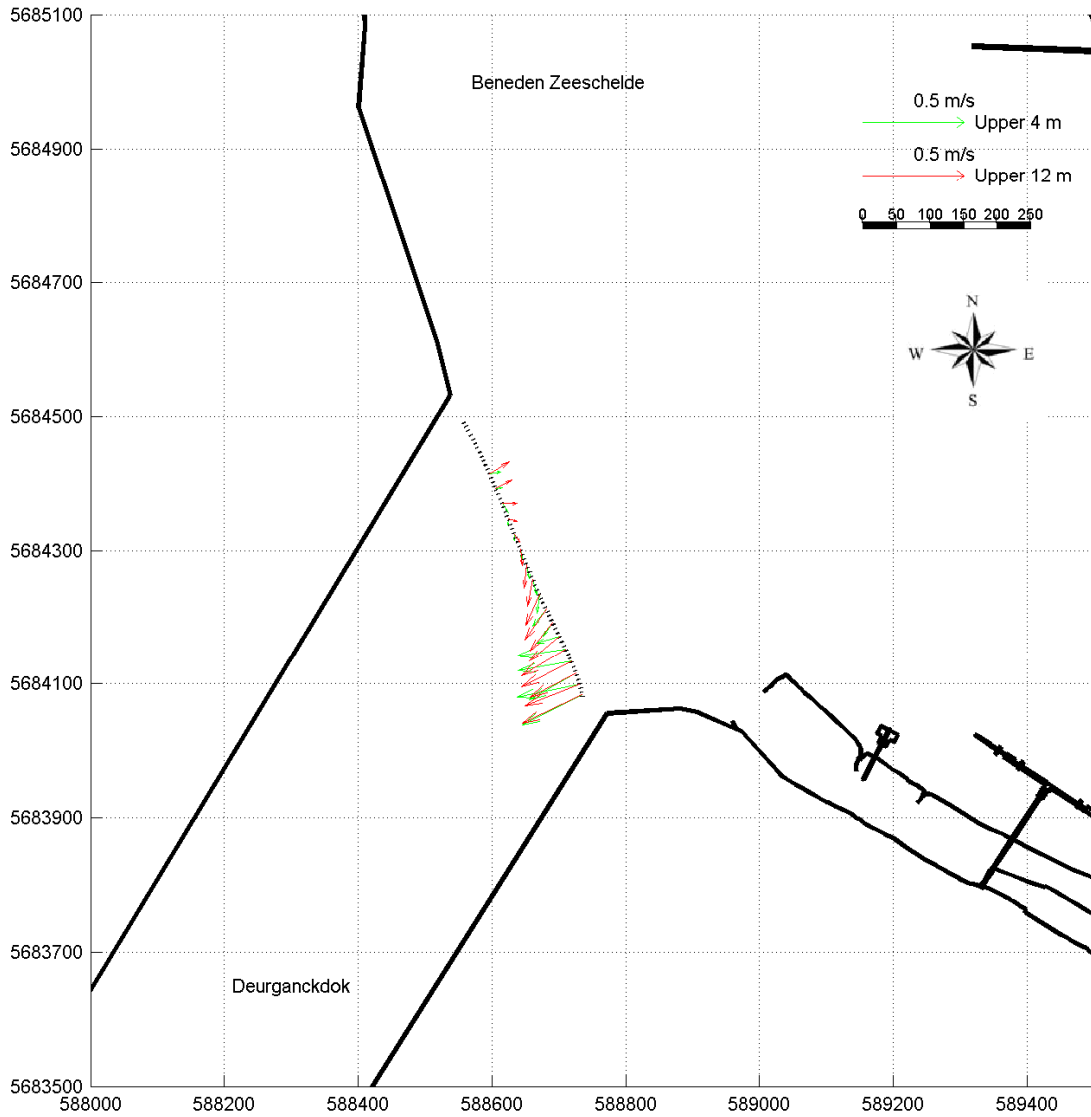 5685100
Beneden Zeeschelde
0.5 m/s
Upper 4 m
5684900
0.5 m/s
Upper 12 m
0 50 100 150 200 250
5684700
N
W E
S
5684500
5684300
5684100
5683900
5683700
Deurganckdok
5683500
588000 588200 588400 588600 588800 589000 589200 589400